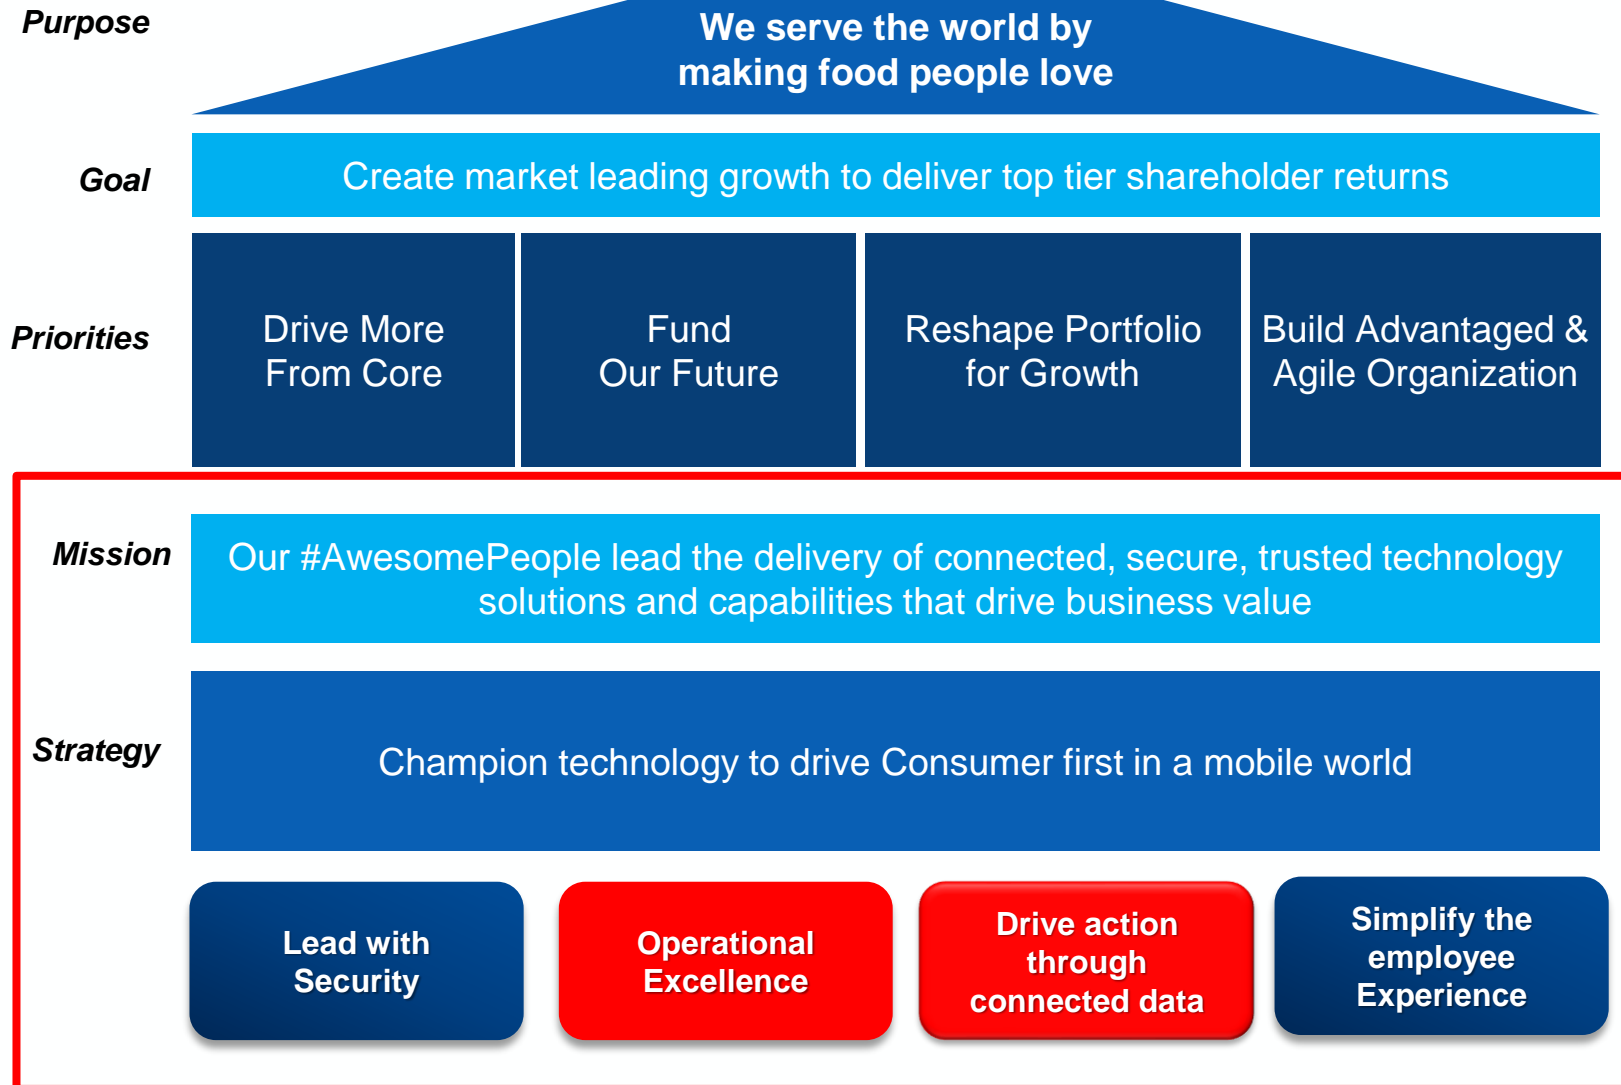 Purpose
We serve the world by
making food people love
Goal
Create market leading growth to deliver top tier shareholder returns
Priorities
Drive More
From Core
Fund
Our Future
Reshape Portfolio
for Growth
Build Advantaged &
Agile Organization
Mission
Our #AwesomePeople lead the delivery of connected, secure, trusted technology
solutions and capabilities that drive business value
Strategy
Champion technology to drive Consumer first in a mobile world
Lead with
Security
Operational
Excellence
Drive action
through
connected data
Simplify the
employee
Experience